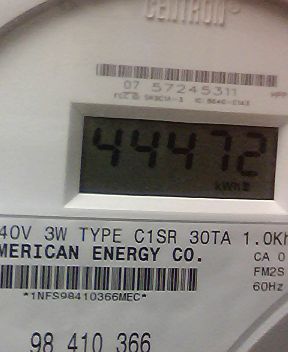 CENTRON
07 57245311
44472
kWh
40V 3W TYPE C1SR 30TA 1.0Kh
MERICAN ENERGY CO.
CA 0
FM2S
60Hz
*1NFS98410366MEC*
98 410 366